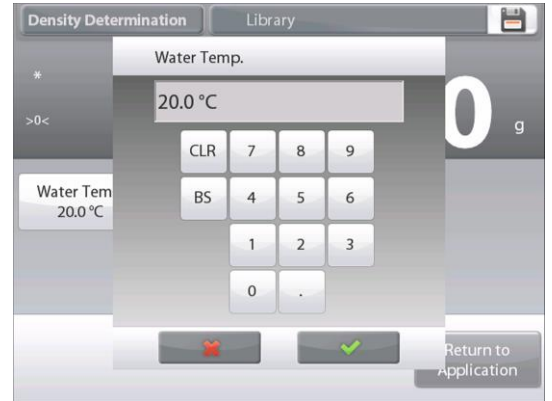 Density Determination Library
Water Temp.
20.0 °C
*
>0<
0 g
CLR 7 8 9
BS 4 5 6
1 2 3
0 .
Water Tem
20.0 °C
Return to
Application